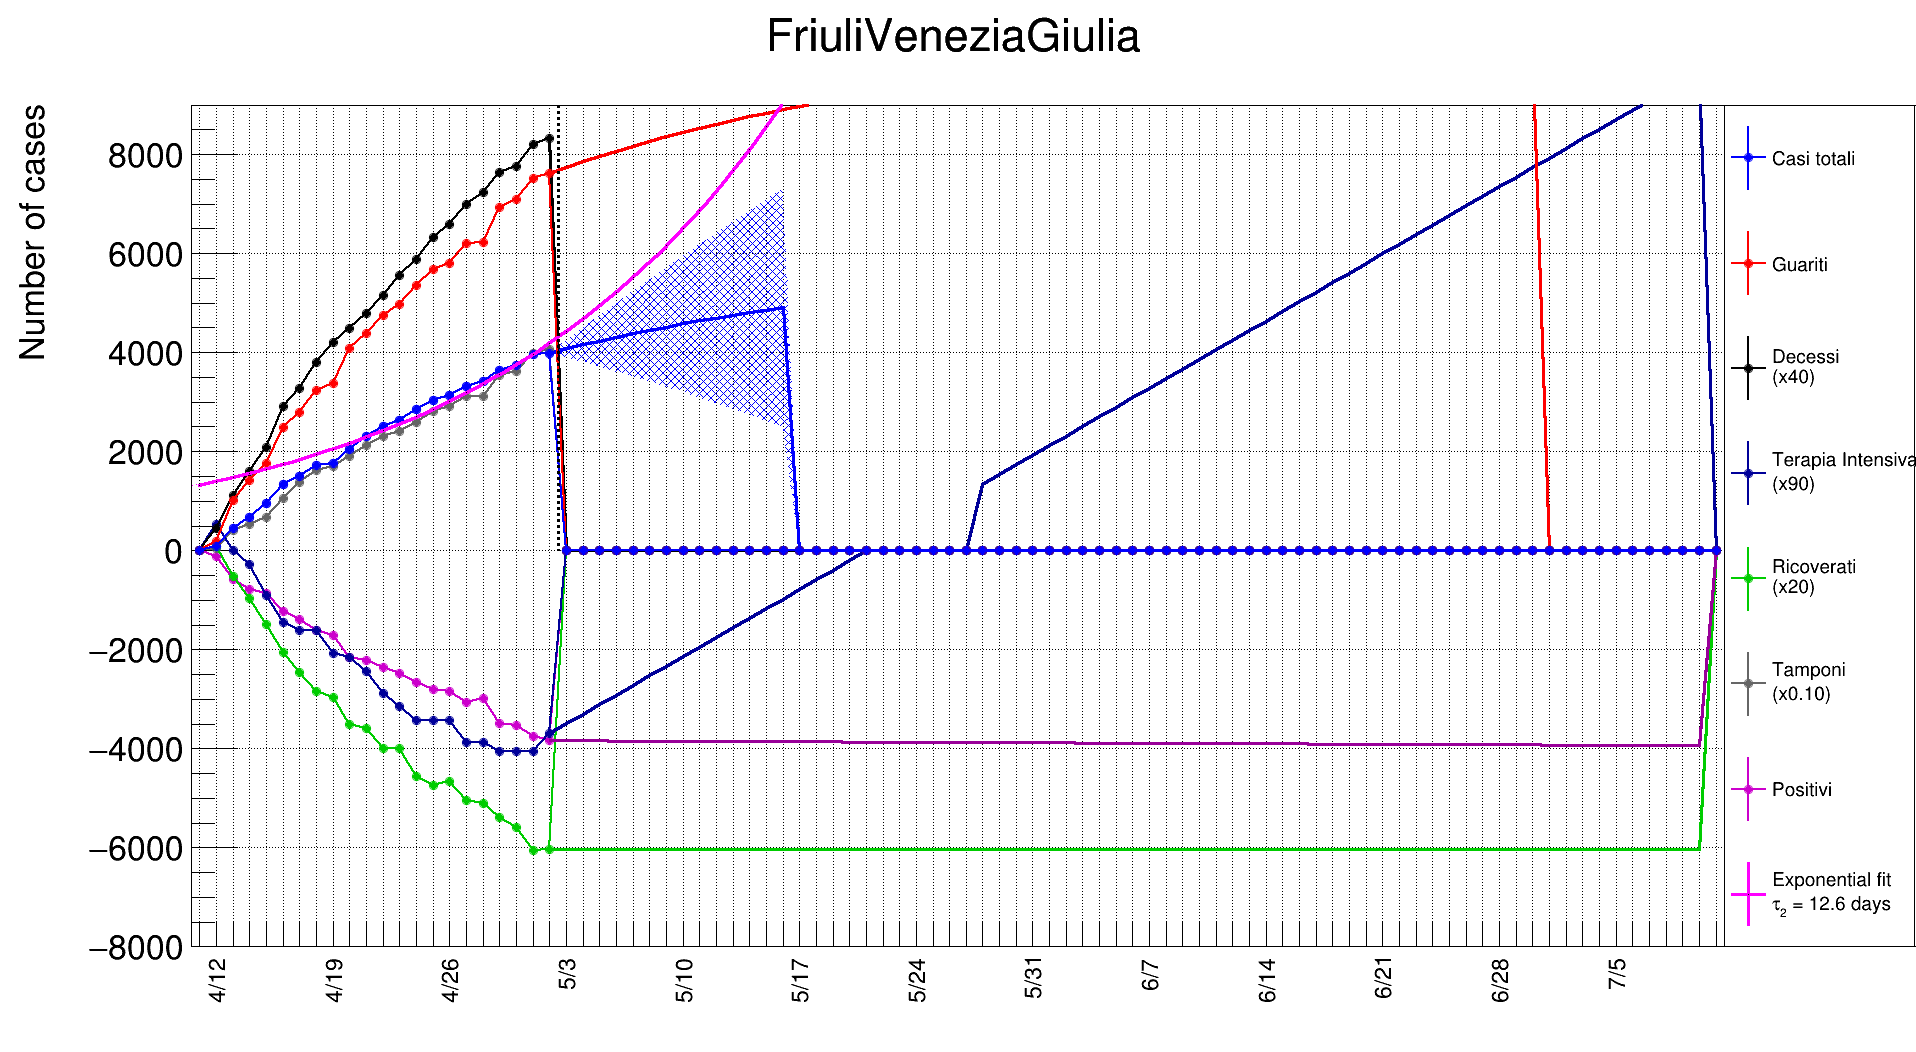 FriuliVeneziaGiulia
Number of cases
8000
6000
4000
2000
0
−2000
−4000
−6000
−8000
4/12
4/19
4/26
5/3
5/10
5/17
5/24
5/31
6/7
6/14
6/21
6/28
7/5
Casi totali
Guariti
Decessi
(x40)
Terapia Intensiva
(x90)
Ricoverati
(x20)
Tamponi
(x0.10)
Positivi
Exponential fit
τ2 = 12.6 days